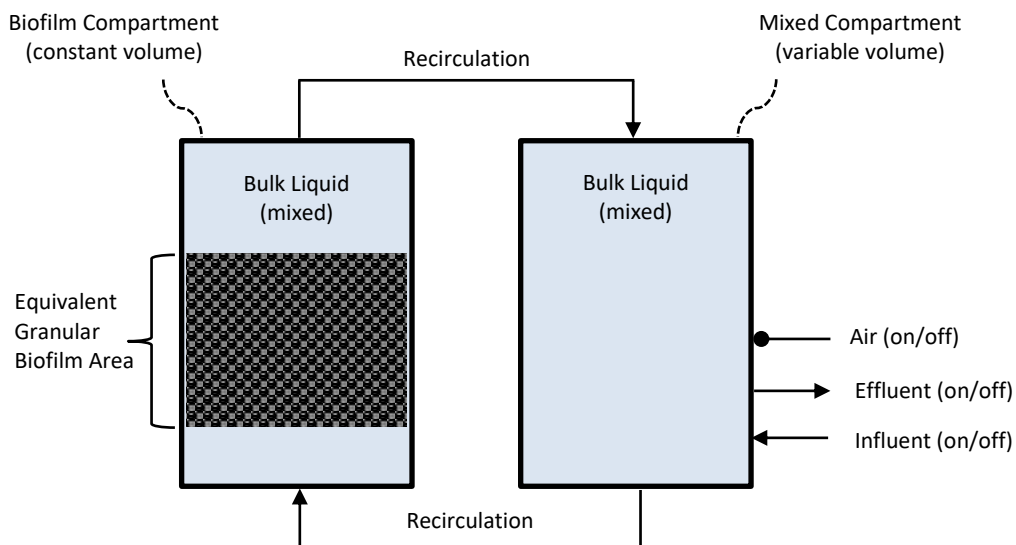 Biofilm Compartment
(constant volume)
Mixed Compartment
(variable volume)
Recirculation
Bulk Liquid
(mixed)
Bulk Liquid
(mixed)
Equivalent
Granular
Biofilm Area
Air (on/off)
Effluent (on/off)
Influent (on/off)
Recirculation